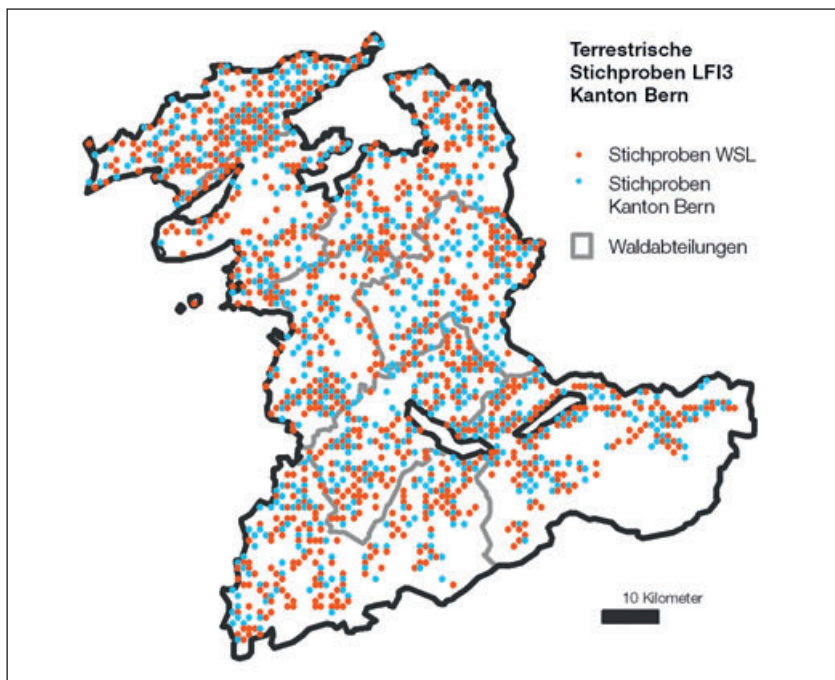 Terrestrische
Stichproben LFI3
Kanton Bern
Stichproben WSL
Stichproben
Kanton Bern
Waldabteilungen
10 Kilometer